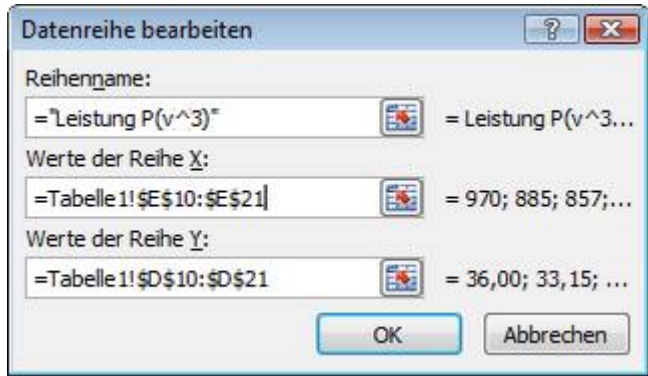 Datenreihe bearbeiten
Reihenname:
="Leistung P(v^3)" = Leistung P(v^3...
Werte der Reihe X:
=Tabelle1!$E$10:$E$21 = 970; 885; 857;...
Werte der Reihe Y:
=Tabelle1!$D$10:$D$21 = 36,00; 33,15; ...
OK Abbrechen